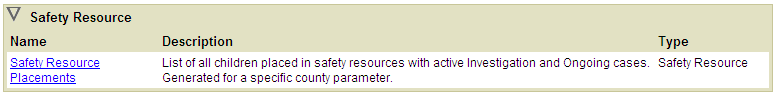 Safety Resource
Name Description Type
Safety Resource Placements List of all children placed in safety resources with active Investigation and Ongoing cases. Generated for a specific county parameter. Safety Resource